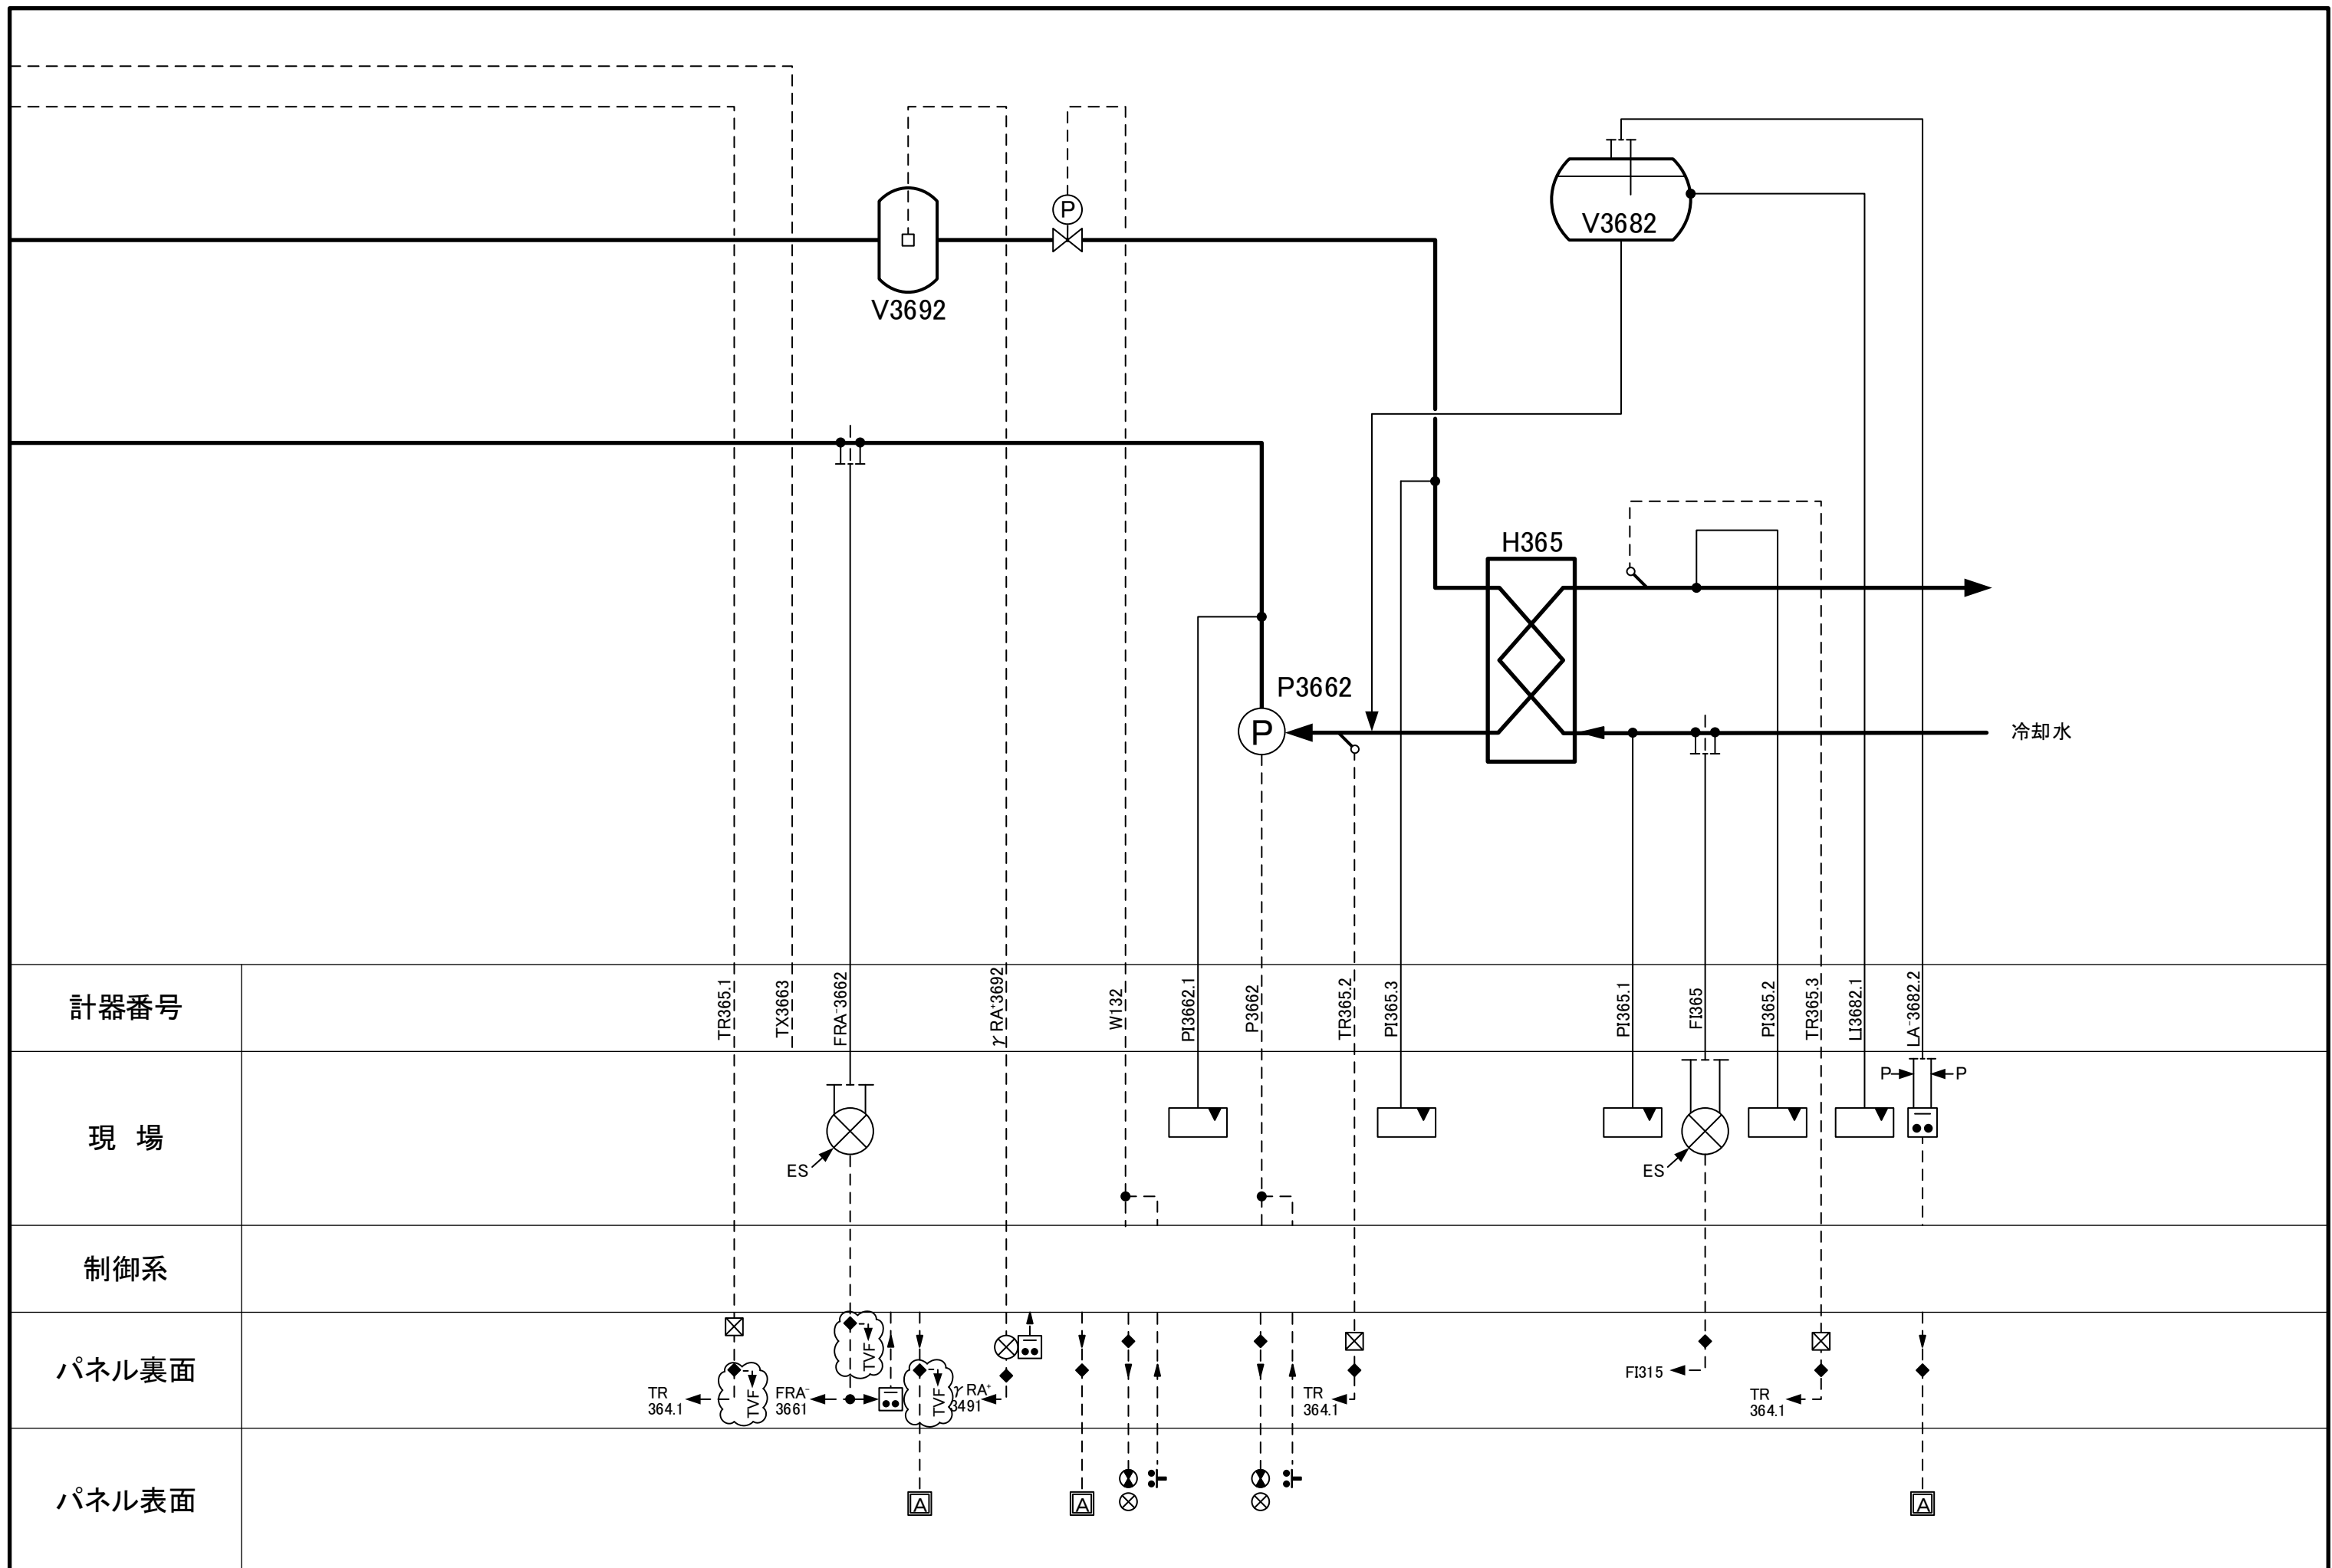 P
V3682
V3692
H365
P3662
P
冷却水
計器番号
TR365.1
TX3663
FRA⁻3662
γRA⁺3692
W132
PI3662.1
P3662
TR365.2
PI365.3
PI365.1
FI365
PI365.2
TR365.3
LI3682.1
LA⁻3682.2
現 場
P
P
ES
ES
制御系
パネル裏面
TR
364.1
TVF
FRA⁻
3661
TVF
TVF
γRA⁺
3491
TR
364.1
FI315
TR
364.1
パネル表面
A
A
A